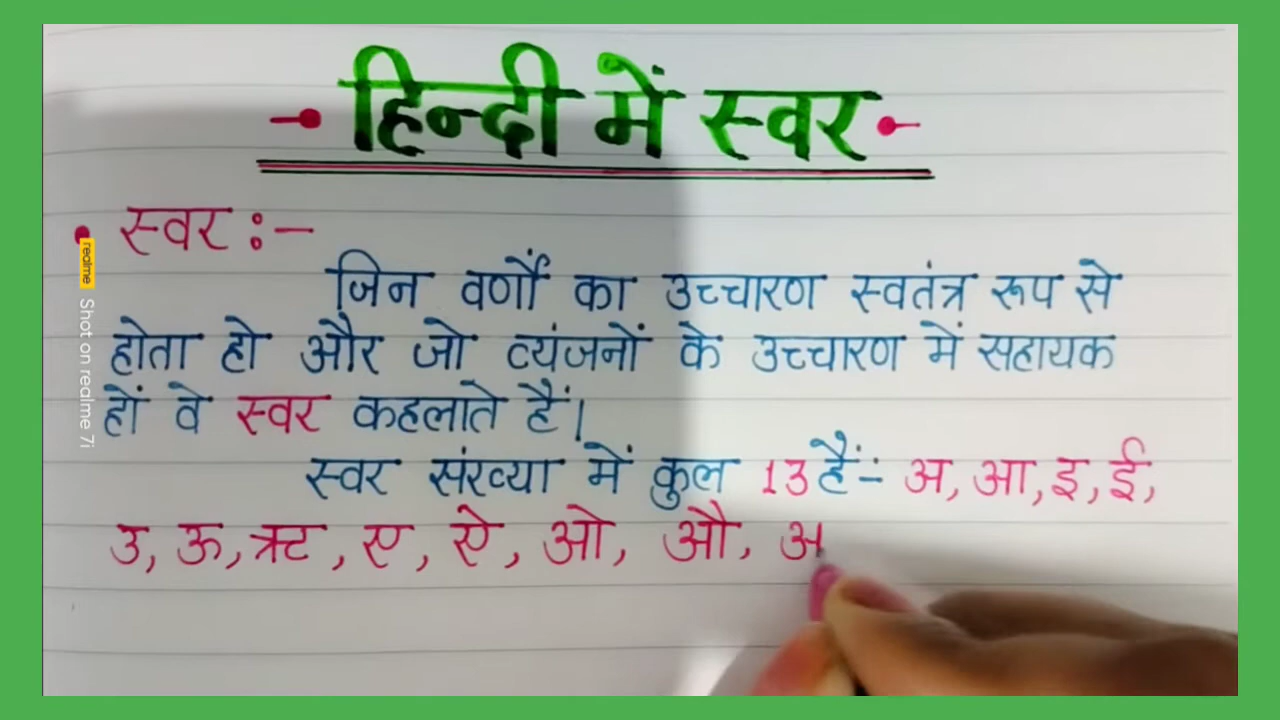 हिन्दी में स्वर
• स्वर :-
जिन वर्णों का उच्चारण स्वतंत्र रूप से
होता हो और जो व्यंजनों के उच्चारण में सहायक
हों वे स्वर कहलाते हैं।
स्वर संख्या में कुल 13 हैं:- अ, आ, इ, ई,
उ, ऊ, ऋ, ए, ऐ, ओ, औ, अ
realme Shot on realme 7i